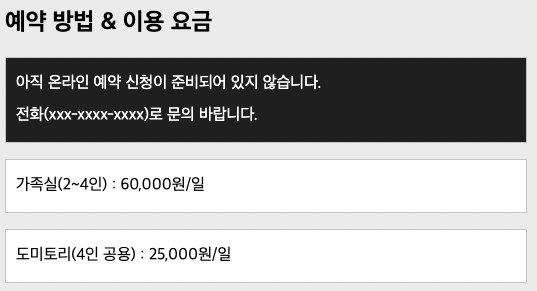 예약 방법 & 이용 요금
아직 온라인 예약 신청이 준비되어 있지 않습니다.
전화(xxx-xxxx-xxxx)로 문의 바랍니다.
가족실(2~4인) : 60,000원/일
도미토리(4인 공용) : 25,000원/일